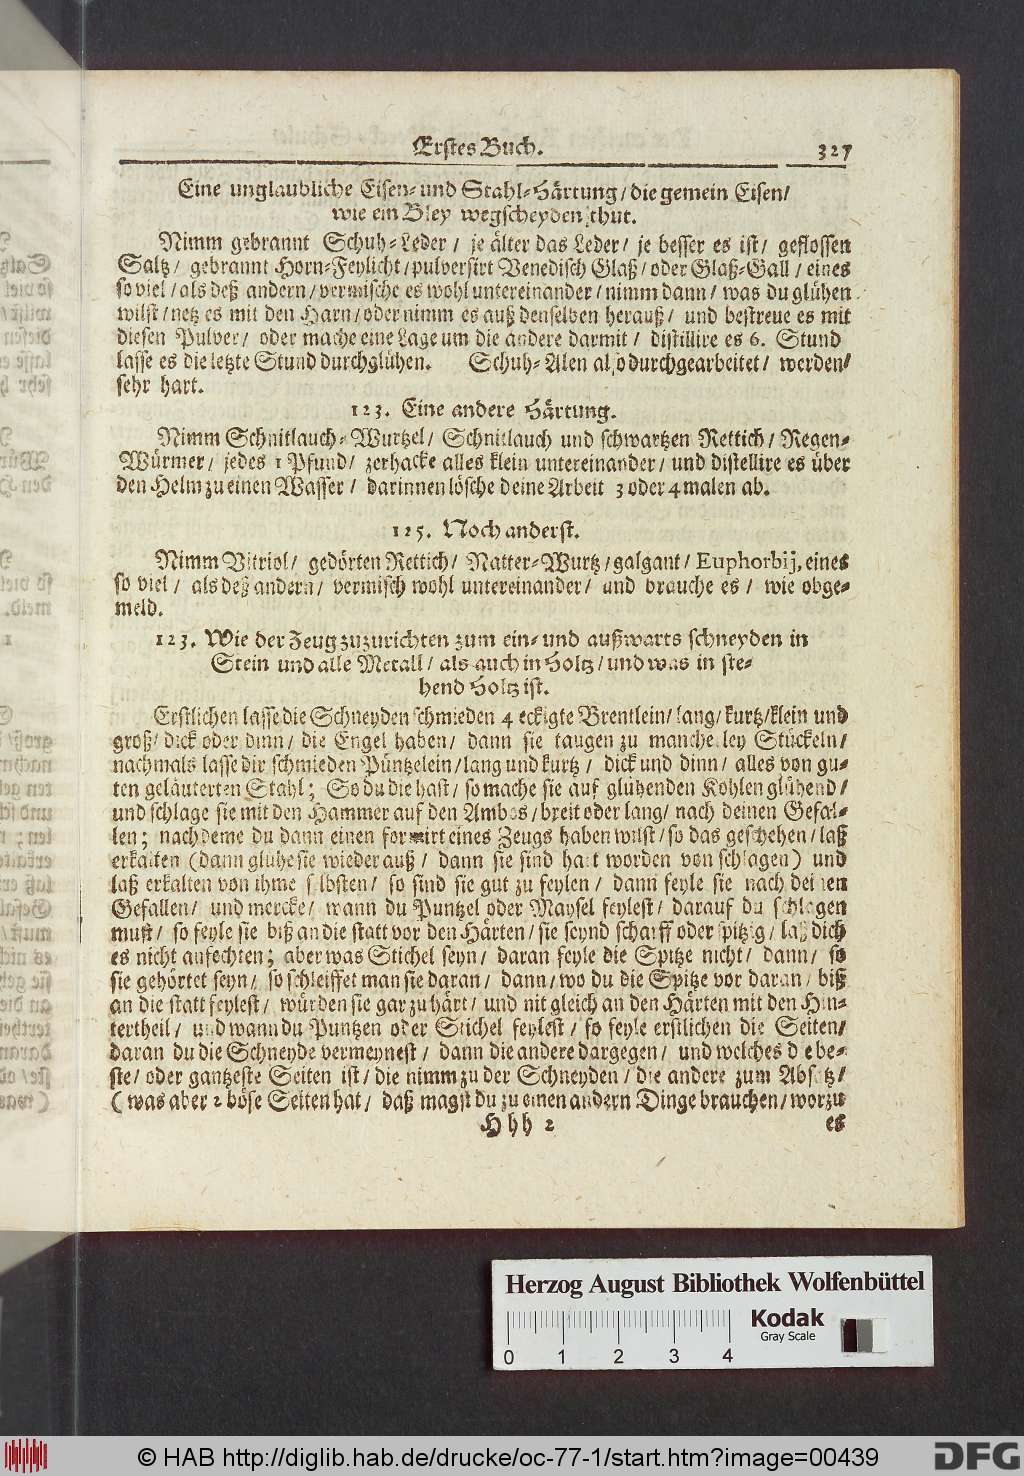 Erstes Buch. 327
Eine unglaubliche Eisen- und Stahl-Härtung / die gemein Eisen /
wie ein Bley wegscheyden thut.
Nimm gebrannt Schuh-Leder / je älter das Leder / je besser es ist / geflossen
Saltz / gebrannt Horn-Feylicht / pulversirt Venedisch Glaß / oder Glaß-Gall / eines
so viel / als deß andern / vermische es wohl untereinander / nimm dann / was du glühen
wilst / netz es mit den Harn / oder nimm es auß denselben herauß / und bestreue es mit
diesen Pulver / oder mache eine Lage um die andere darmit / distillire es 6. Stund
lasse es die letzte Stund durchglühen. Schuh-Alen also durchgearbeitet / werden /
sehr hart.
123. Eine andere Härtung.
Nimm Schnitlauch-Wurtzel / Schnitlauch und schwartzen Rettich / Regen-
Würmer / jedes 1 Pfund / zerhacke alles klein untereinander / und distellire es über
den Helm zu einen Wasser / darinnen lösche deine Arbeit 3 oder 4 malen ab.
125. Noch anderst.
Nimm Vitriol / gedörten Rettich / Natter-Wurtz / galgant / Euphorbij, eines
so viel / als deß andern / vermisch wohl untereinander / und brauche es / wie obge-
meld.
123. Wie der Zeug zuzurichten zum ein- und außwarts schneyden in
Stein und alle Metall / als auch in Holtz / und was in ste-
hend Holtz ist.
Erstlichen lasse die Schneyden schmieden 4 eckigte Brentlein / lang / kurtz / klein und
groß / dick oder dinn / die Engel haben / dann sie taugen zu mancherley Stückeln /
nachmals lasse dir schmieden Püntzelein / lang und kurtz / dick und dinn / alles von gu-
ten geläuterten Stahl; So du die hast / so mache sie auf glühenden Kohlen glühend /
und schlage sie mit den Hammer auf den Ambos / breit oder lang / nach deinen Gefal-
len; nachdeme du dann einen formirt eines Zeugs haben wilst / so das geschehen / laß
erkalten (dann glühe sie wieder auß / dann sie sind hart worden von schlagen) und
laß erkalten von ihme selbsten / so sind sie gut zu feylen / dann feyle sie nach deinen
Gefallen / und mercke / wann du Puntzel oder Maysel feylest / darauf du schlagen
must / so feyle sie biß an die statt vor den Härten / sie seynd scharff oder spitzig / laß dich
es nicht anfechten; aber was Stichel seyn / daran feyle die Spitze nicht / dann / so
sie gehörtet seyn / so schleiffet man sie daran / dann / wo du die Spitze vor daran / biß
an die statt feylest / würden sie gar zu härt / und nit gleich an den Härten mit den Hin-
tertheil / und wann du Puntzen oder Stichel feylest / so feyle erstlichen die Seiten /
daran du die Schneyde vermeynest / dann die andere dargegen / und welches d ebe-
ste / oder gantzeste Seiten ist / die nimm zu der Schneyden / die andere zum Absatz /
(was aber 2 böse Seiten hat / daß magst du zu einen andern Dinge brauchen / worzu
Hhh 2 es
Herzog August Bibliothek Wolfenbüttel
Kodak
Gray Scale
0 1 2 3 4
© HAB http://diglib.hab.de/drucke/oc-77-1/start.htm?image=00439
DFG